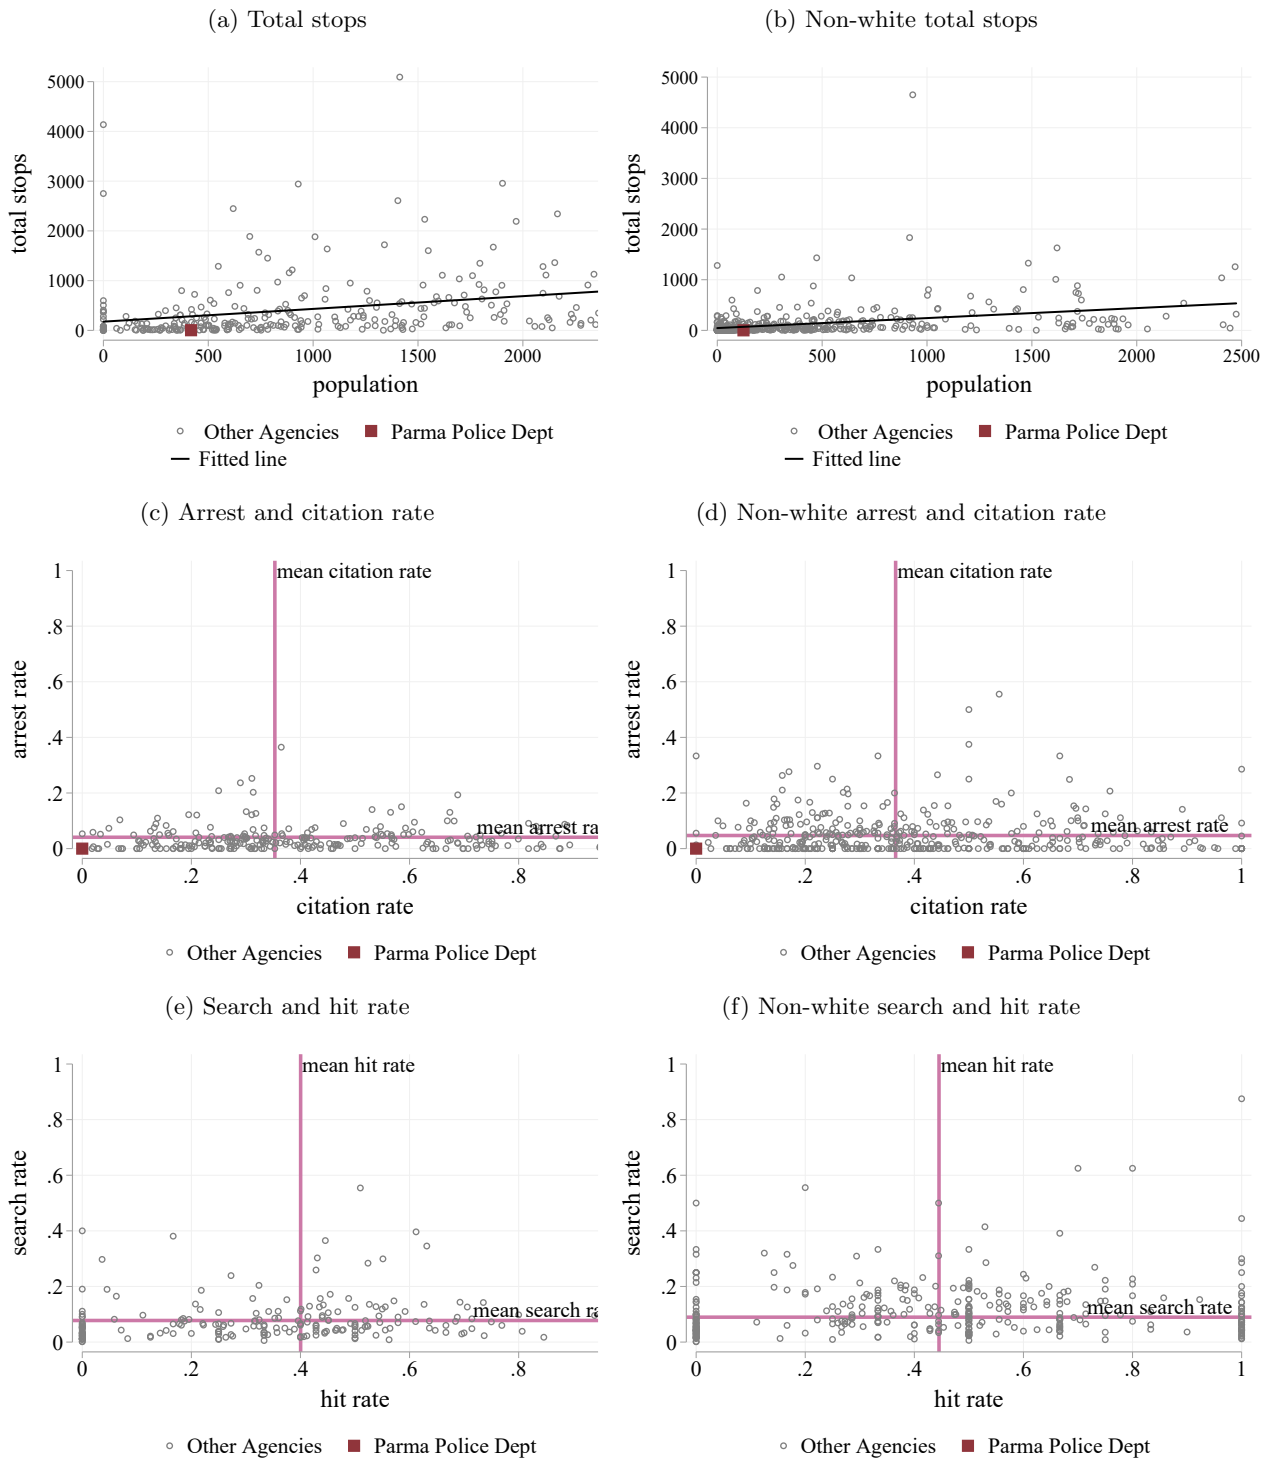 (a) Total stops
total stops
5000
4000
3000
2000
1000
0
0 500 1000 1500 2000
population
Other Agencies Parma Police Dept
Fitted line
(b) Non-white total stops
total stops
5000
4000
3000
2000
1000
0
0 500 1000 1500 2000 2500
population
Other Agencies Parma Police Dept
Fitted line
(c) Arrest and citation rate
arrest rate
1
.8
.6
.4
.2
0
mean citation rate
mean arrest ra
0 .2 .4 .6 .8
citation rate
Other Agencies Parma Police Dept
(d) Non-white arrest and citation rate
arrest rate
1
.8
.6
.4
.2
0
mean citation rate
mean arrest rate
0 .2 .4 .6 .8 1
citation rate
Other Agencies Parma Police Dept
(e) Search and hit rate
search rate
1
.8
.6
.4
.2
0
mean hit rate
mean search ra
0 .2 .4 .6 .8
hit rate
Other Agencies Parma Police Dept
(f) Non-white search and hit rate
search rate
1
.8
.6
.4
.2
0
mean hit rate
mean search rate
0 .2 .4 .6 .8 1
hit rate
Other Agencies Parma Police Dept